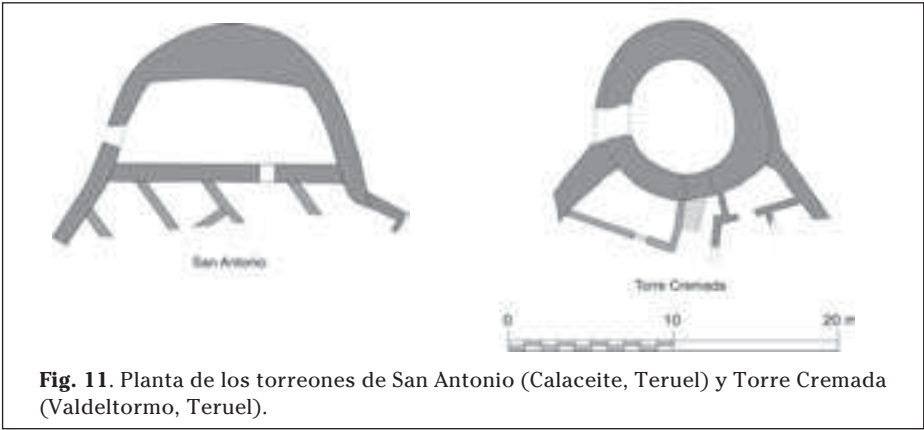 San Antonio
Torre Cremada
0 10 20 m
Fig. 11. Planta de los torreones de San Antonio (Calaceite, Teruel) y Torre Cremada
(Valdeltormo, Teruel).